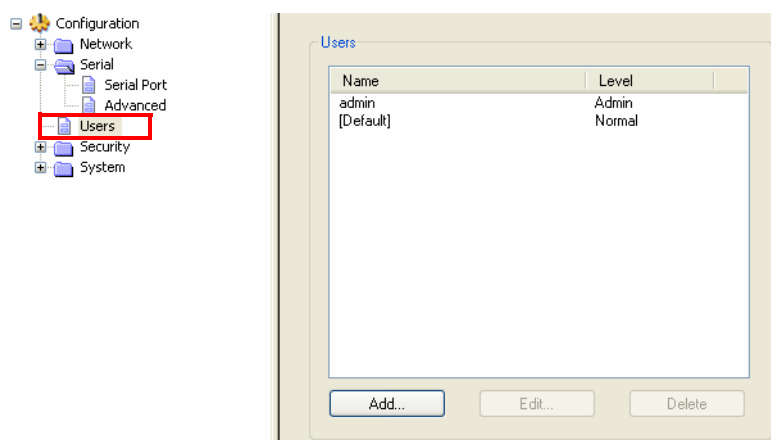 Configuration
Network
Serial
Serial Port
Advanced
Users
Security
System
Users
Name Level
admin Admin
[Default] Normal
Add... Edit... Delete